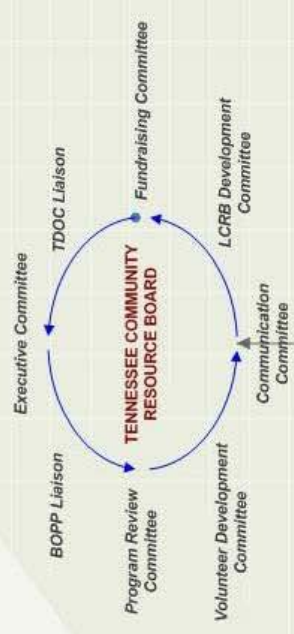 Executive Committee
BOPP Liaison
TDOC Liaison
Program Review
Committee
TENNESSEE COMMUNITY
RESOURCE BOARD
Fundraising Committee
Volunteer Development
Committee
LCRB Development
Committee
Communication
Committee